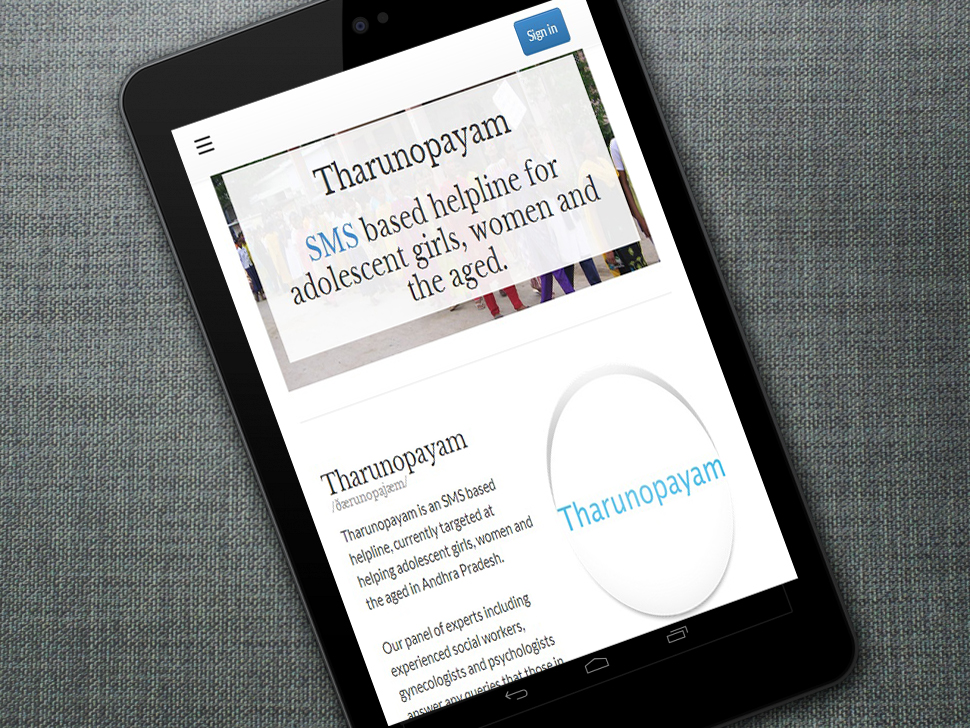 Sign in
Tharunopayam
SMS based helpline for
adolescent girls, women and
the aged.
Tharunopayam
/ðærunopajæm/
Tharunopayam is an SMS based
helpline, currently targeted at
helping adolescent girls, women and
the aged in Andhra Pradesh.
Our panel of experts including
experienced social workers,
gynecologists and psychologists
answer any queries that those in
Tharunopayam